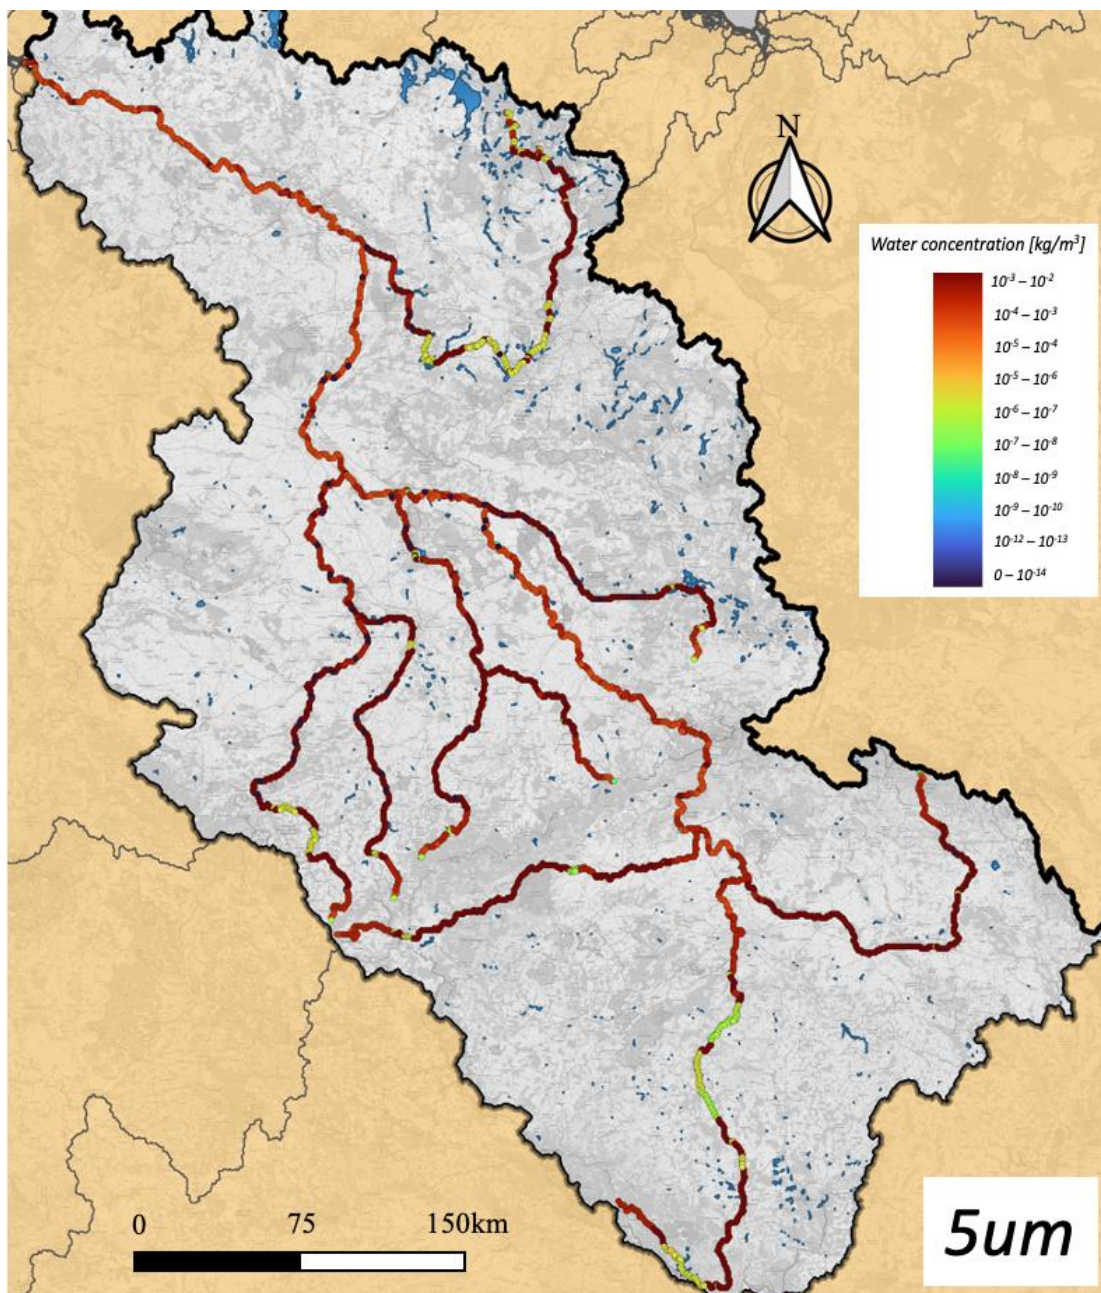 N
Water concentration [kg/m³]
10⁻³ – 10⁻²
10⁻⁴ – 10⁻³
10⁻⁵ – 10⁻⁴
10⁻⁵ – 10⁻⁶
10⁻⁶ – 10⁻⁷
10⁻⁷ – 10⁻⁸
10⁻⁸ – 10⁻⁹
10⁻⁹ – 10⁻¹⁰
10⁻¹² – 10⁻¹³
0 – 10⁻¹⁴
0 75 150km
5um